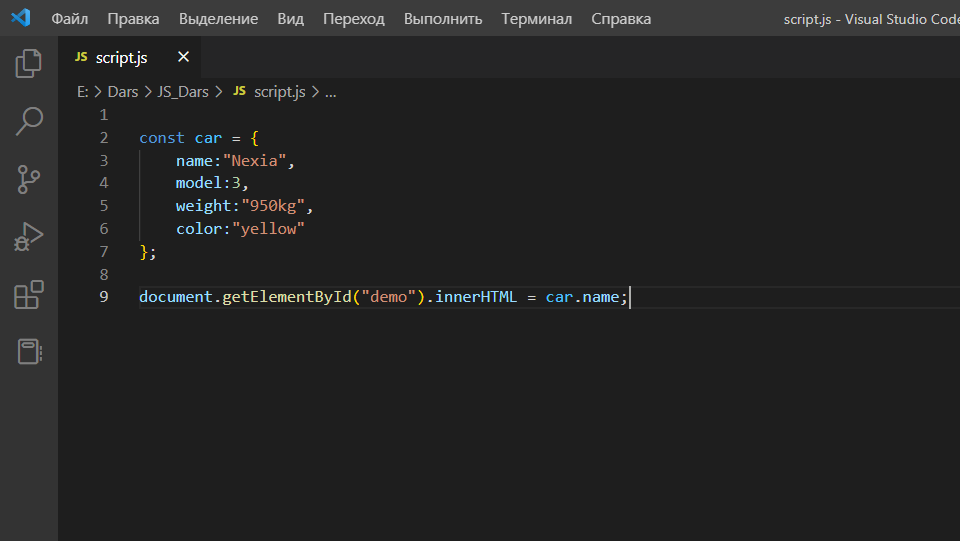 Файл Правка Выделение Вид Переход Выполнить Терминал Справка script.js - Visual Studio Code
JS script.js ×
E: > Dars > JS_Dars > JS script.js > ...
1
2 const car = {
3     name:"Nexia",
4     model:3,
5     weight:"950kg",
6     color:"yellow"
7 };
8
9 document.getElementById("demo").innerHTML = car.name;